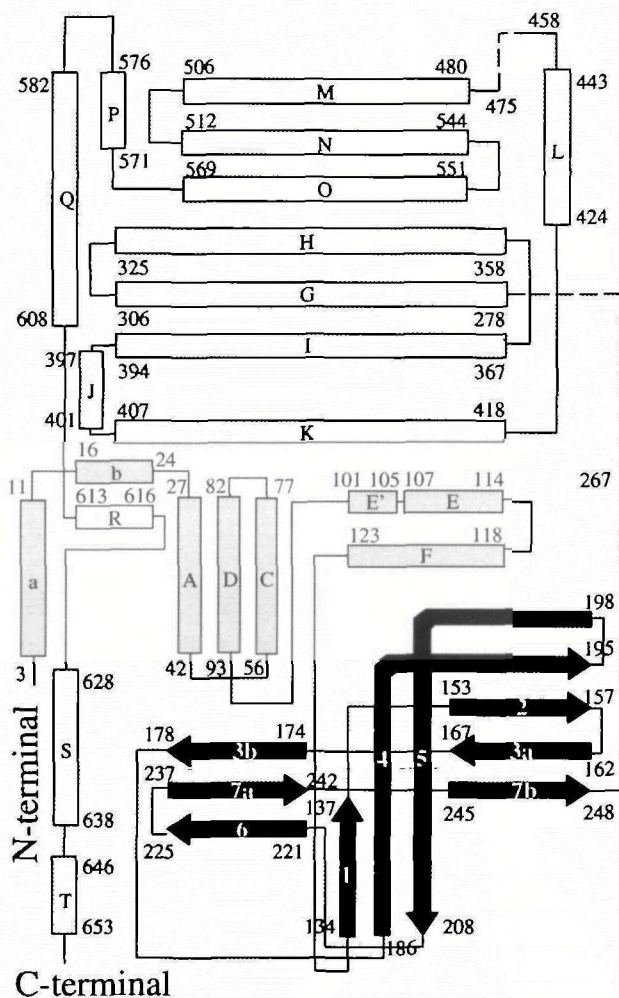 458
576
582
506 480
443
M
475
P
512 544
N
L
571
569 551
O
Q
424
H
325 358
G
608
306 278
I
397
394 367
J
401
407 418
K
16 24
11
b
27 82 77
101 105 107 114
267
613 616
E' E
R
123 118
F
a
A D C
198
3
42 93 56
195
628
153 157
2
178 174
167
3b
4 5
3a
S
237
242
162
7a
7b
137
245 248
6
225 221
638
1
646
T
134
208
653
186
N-terminal
C-terminal